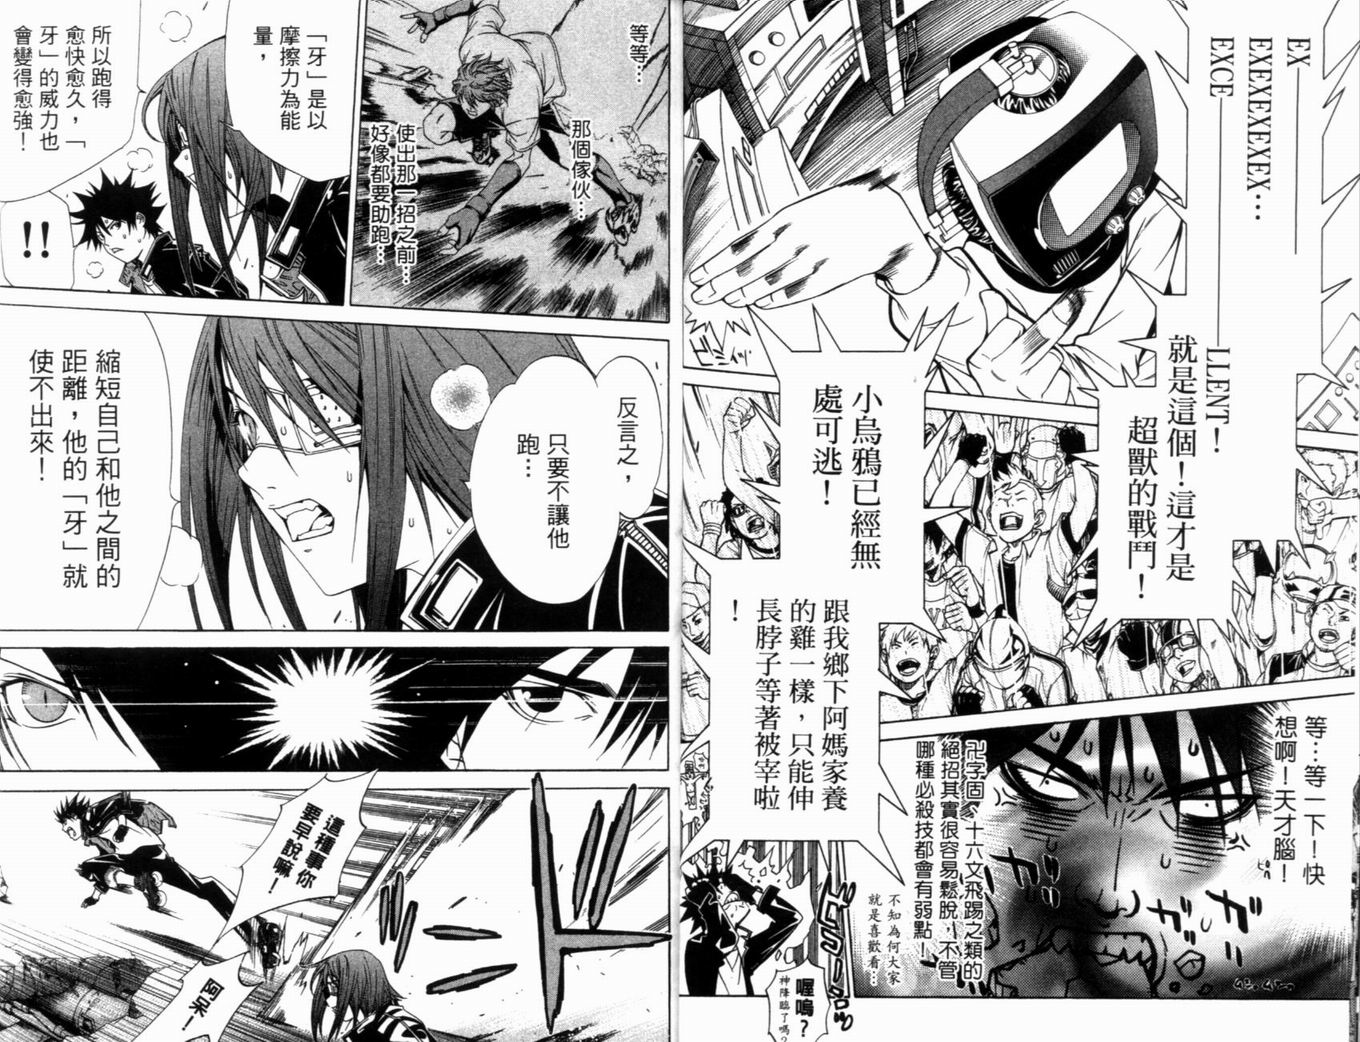 EX——
EXEXEXEXEX…
EXCE————LLENT！
就是這個！這才是
超獸的戰鬥！
小烏鴉已經無
處可逃！
跟我鄉下阿媽家養
的雞一樣，只能伸
長脖子等著被宰啦
！
等…等一下！快
想啊！天才腦！
卍字固、十六文飛踢之類的
絕招其實很容易鬆脫，不管
哪種必殺技都會有弱點！
不知為何大家
就是喜歡看…
喔嗚？
神降臨了嗎？
等等…
那個傢伙…
使出那一招之前…
好像都要助跑…
「牙」是以
摩擦力為能
量，
所以跑得
愈快愈久，「
牙」的威力也
會變得愈強！
!!
反言之，
只要不讓他
跑…
縮短自己和他之間的
距離，他的「牙」就
使不出來！
這種事你
要早說嘛！
阿呆！